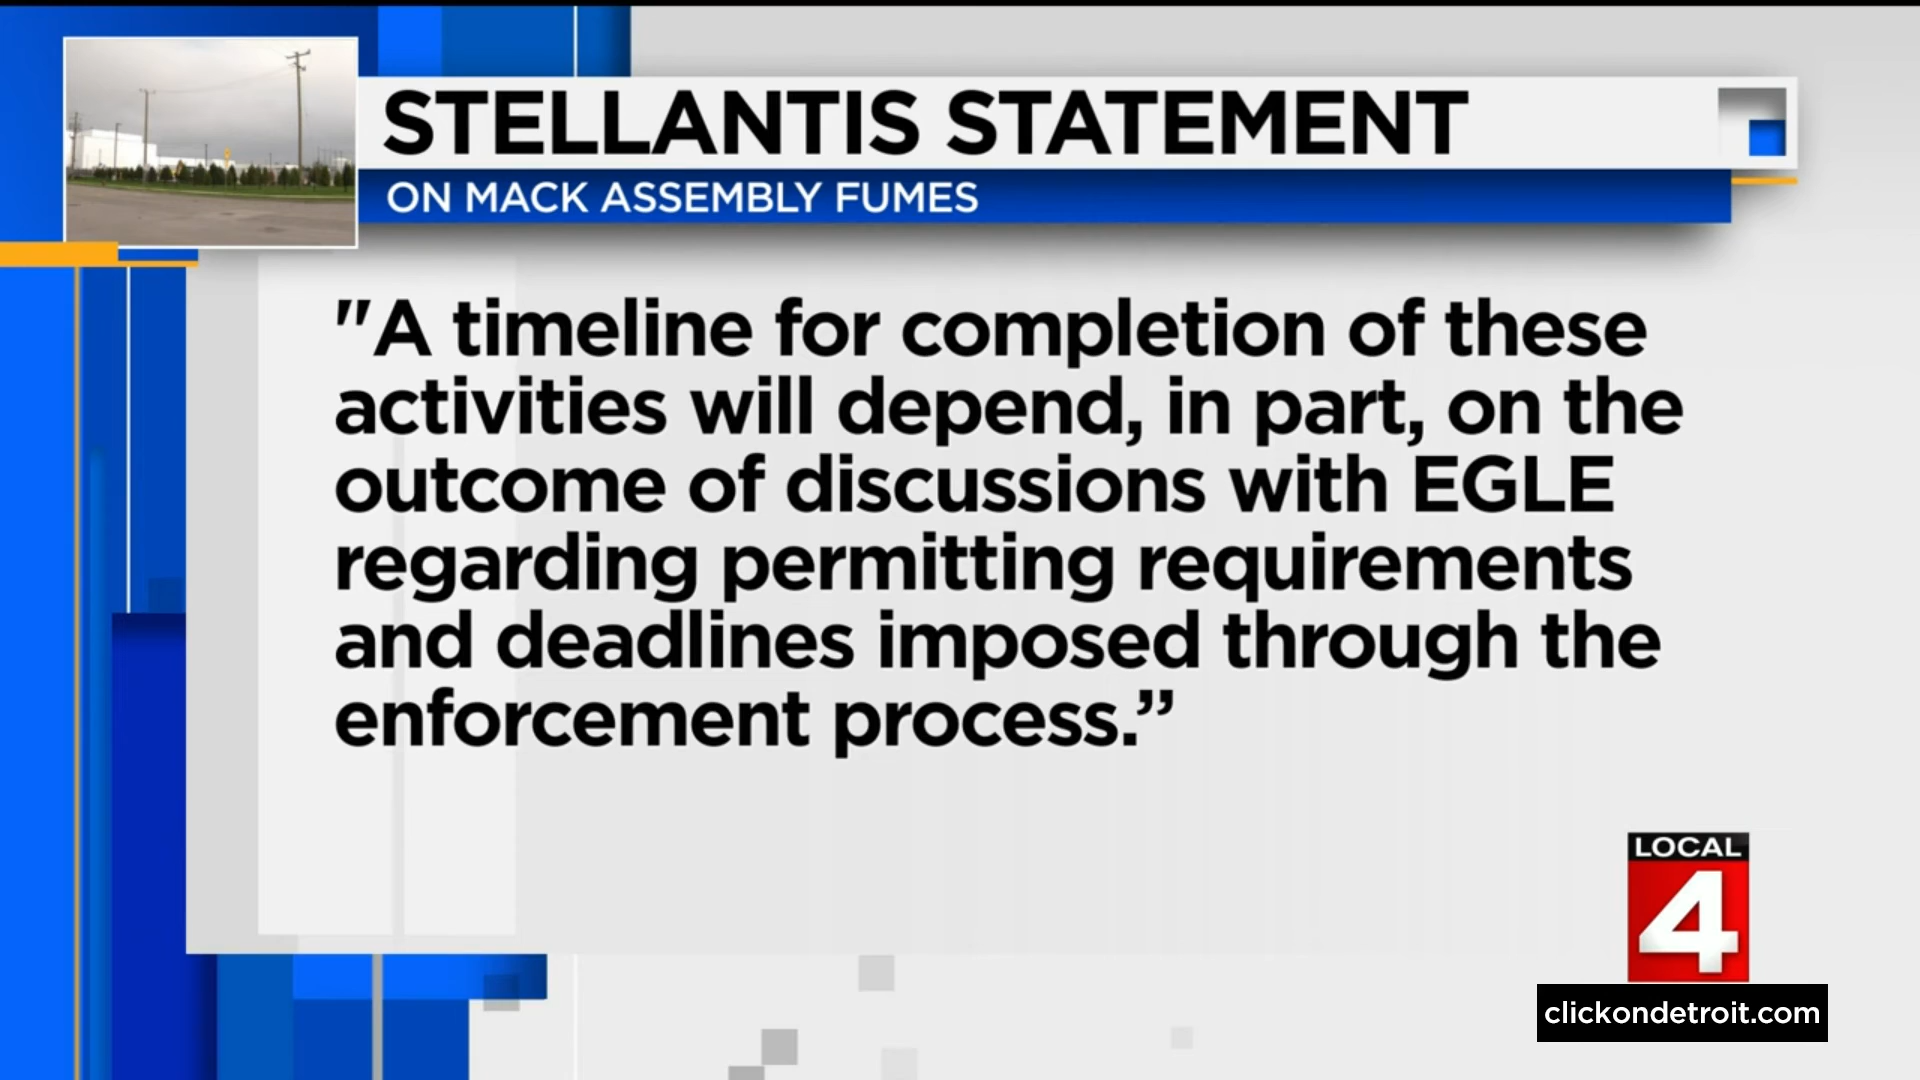 STELLANTIS STATEMENT
ON MACK ASSEMBLY FUMES
"A timeline for completion of these
activities will depend, in part, on the
outcome of discussions with EGLE
regarding permitting requirements
and deadlines imposed through the
enforcement process.”
LOCAL
4
clickondetroit.com